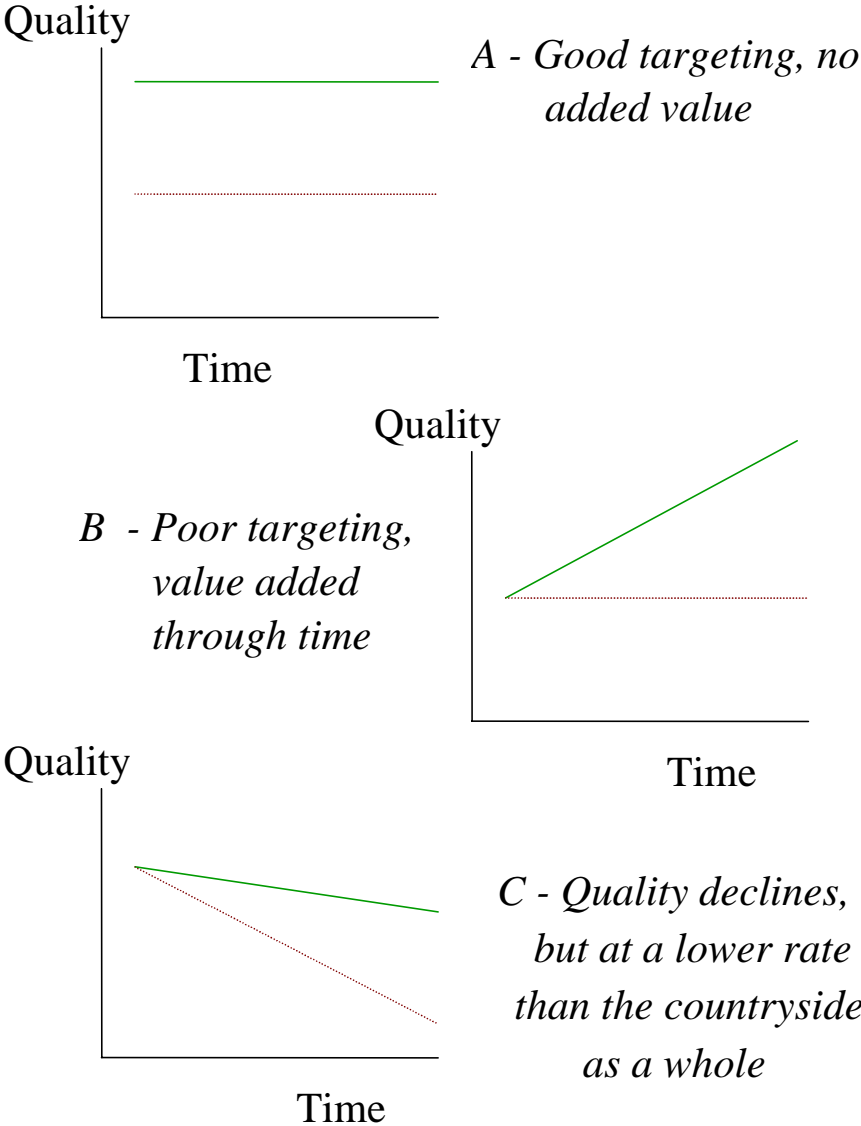 Quality
A - Good targeting, no
added value
Time
Quality
B - Poor targeting,
value added
through time
Time
Quality
C - Quality declines,
but at a lower rate
than the countryside
as a whole
Time